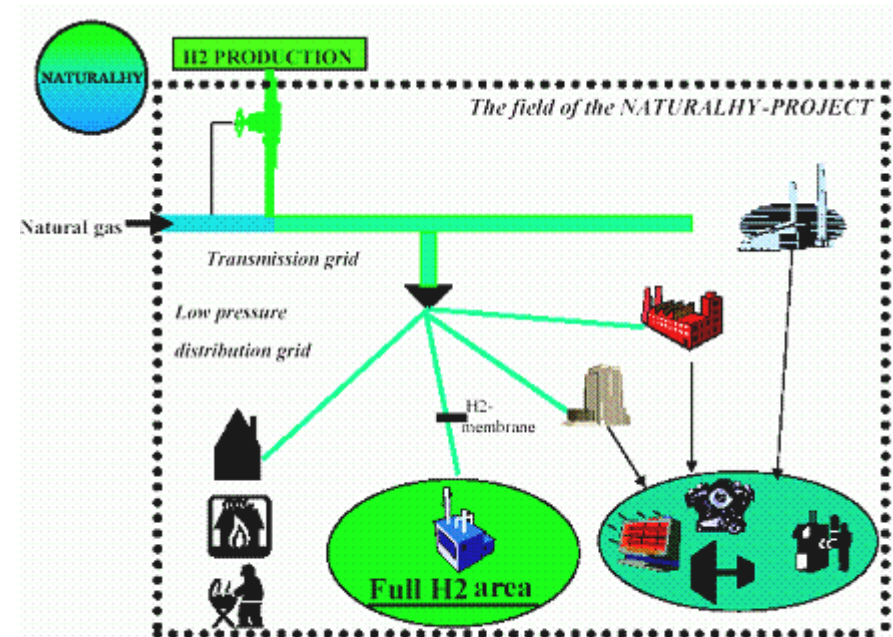 NATURALHY
H2 PRODUCTION
The field of the NATURALHY-PROJECT
Natural gas
Transmission grid
Low pressure
distribution grid
H2-
membrane
Full H2 area